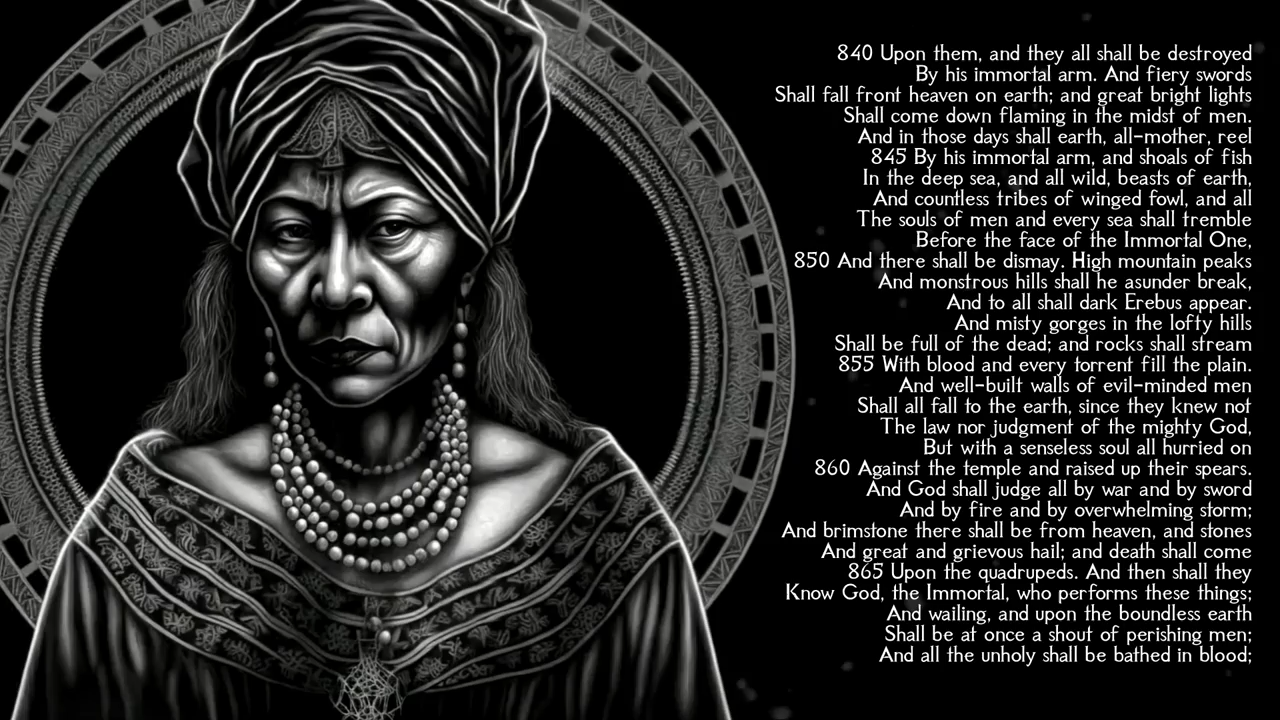 840 Upon them, and they all shall be destroyed
By his immortal arm. And fiery swords
Shall fall front heaven on earth; and great bright lights
Shall come down flaming in the midst of men.
And in those days shall earth, all-mother, reel
845 By his immortal arm, and shoals of fish
In the deep sea, and all wild, beasts of earth,
And countless tribes of winged fowl, and all
The souls of men and every sea shall tremble
Before the face of the Immortal One,
850 And there shall be dismay. High mountain peaks
And monstrous hills shall he asunder break,
And to all shall dark Erebus appear.
And misty gorges in the lofty hills
Shall be full of the dead; and rocks shall stream
855 With blood and every torrent fill the plain.
And well-built walls of evil-minded men
Shall all fall to the earth, since they knew not
The law nor judgment of the mighty God,
But with a senseless soul all hurried on
860 Against the temple and raised up their spears.
And God shall judge all by war and by sword
And by fire and by overwhelming storm;
And brimstone there shall be from heaven, and stones
And great and grievous hail; and death shall come
865 Upon the quadrupeds. And then shall they
Know God, the Immortal, who performs these things;
And wailing, and upon the boundless earth
Shall be at once a shout of perishing men;
And all the unholy shall be bathed in blood;